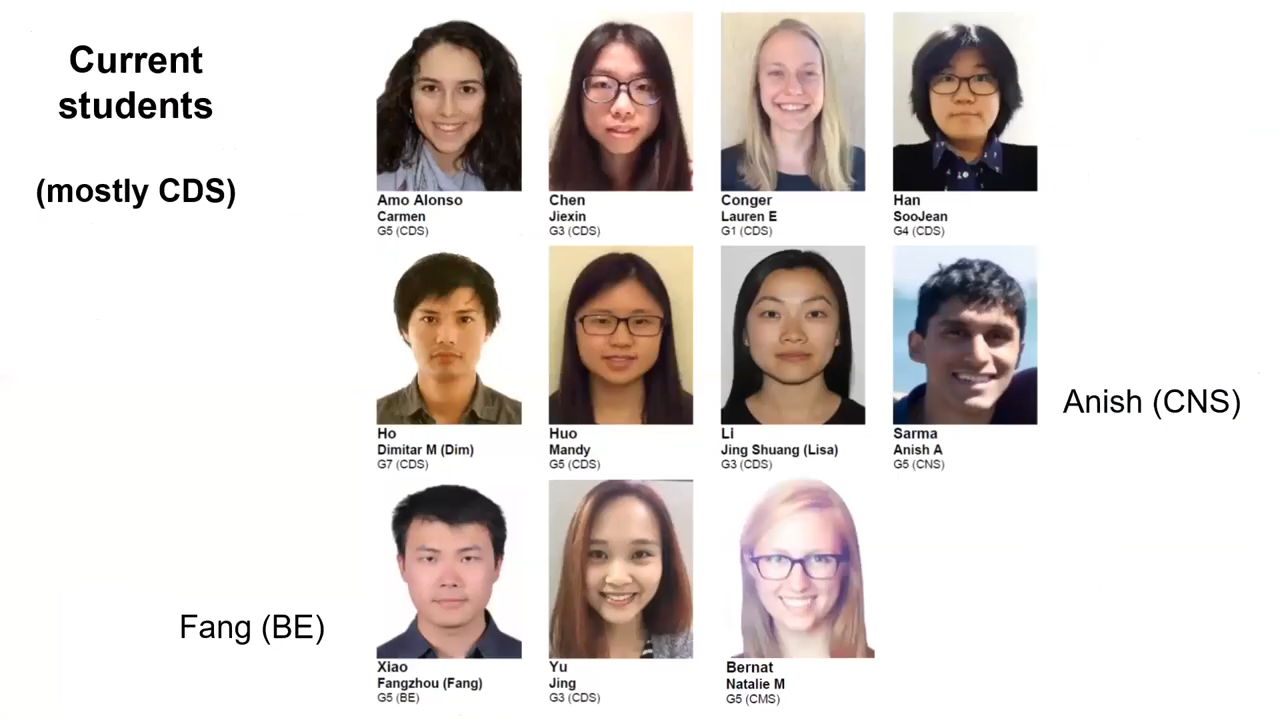 Current
students
(mostly CDS)
Amo Alonso
Carmen
G5 (CDS)
Chen
Jiexin
G3 (CDS)
Conger
Lauren E
G1 (CDS)
Han
SooJean
G4 (CDS)
Ho
Dimitar M (Dim)
G7 (CDS)
Huo
Mandy
G5 (CDS)
Li
Jing Shuang (Lisa)
G3 (CDS)
Sarma
Anish A
G5 (CNS)
Anish (CNS)
Fang (BE)
Xiao
Fangzhou (Fang)
G5 (BE)
Yu
Jing
G3 (CDS)
Bernat
Natalie M
G5 (CMS)